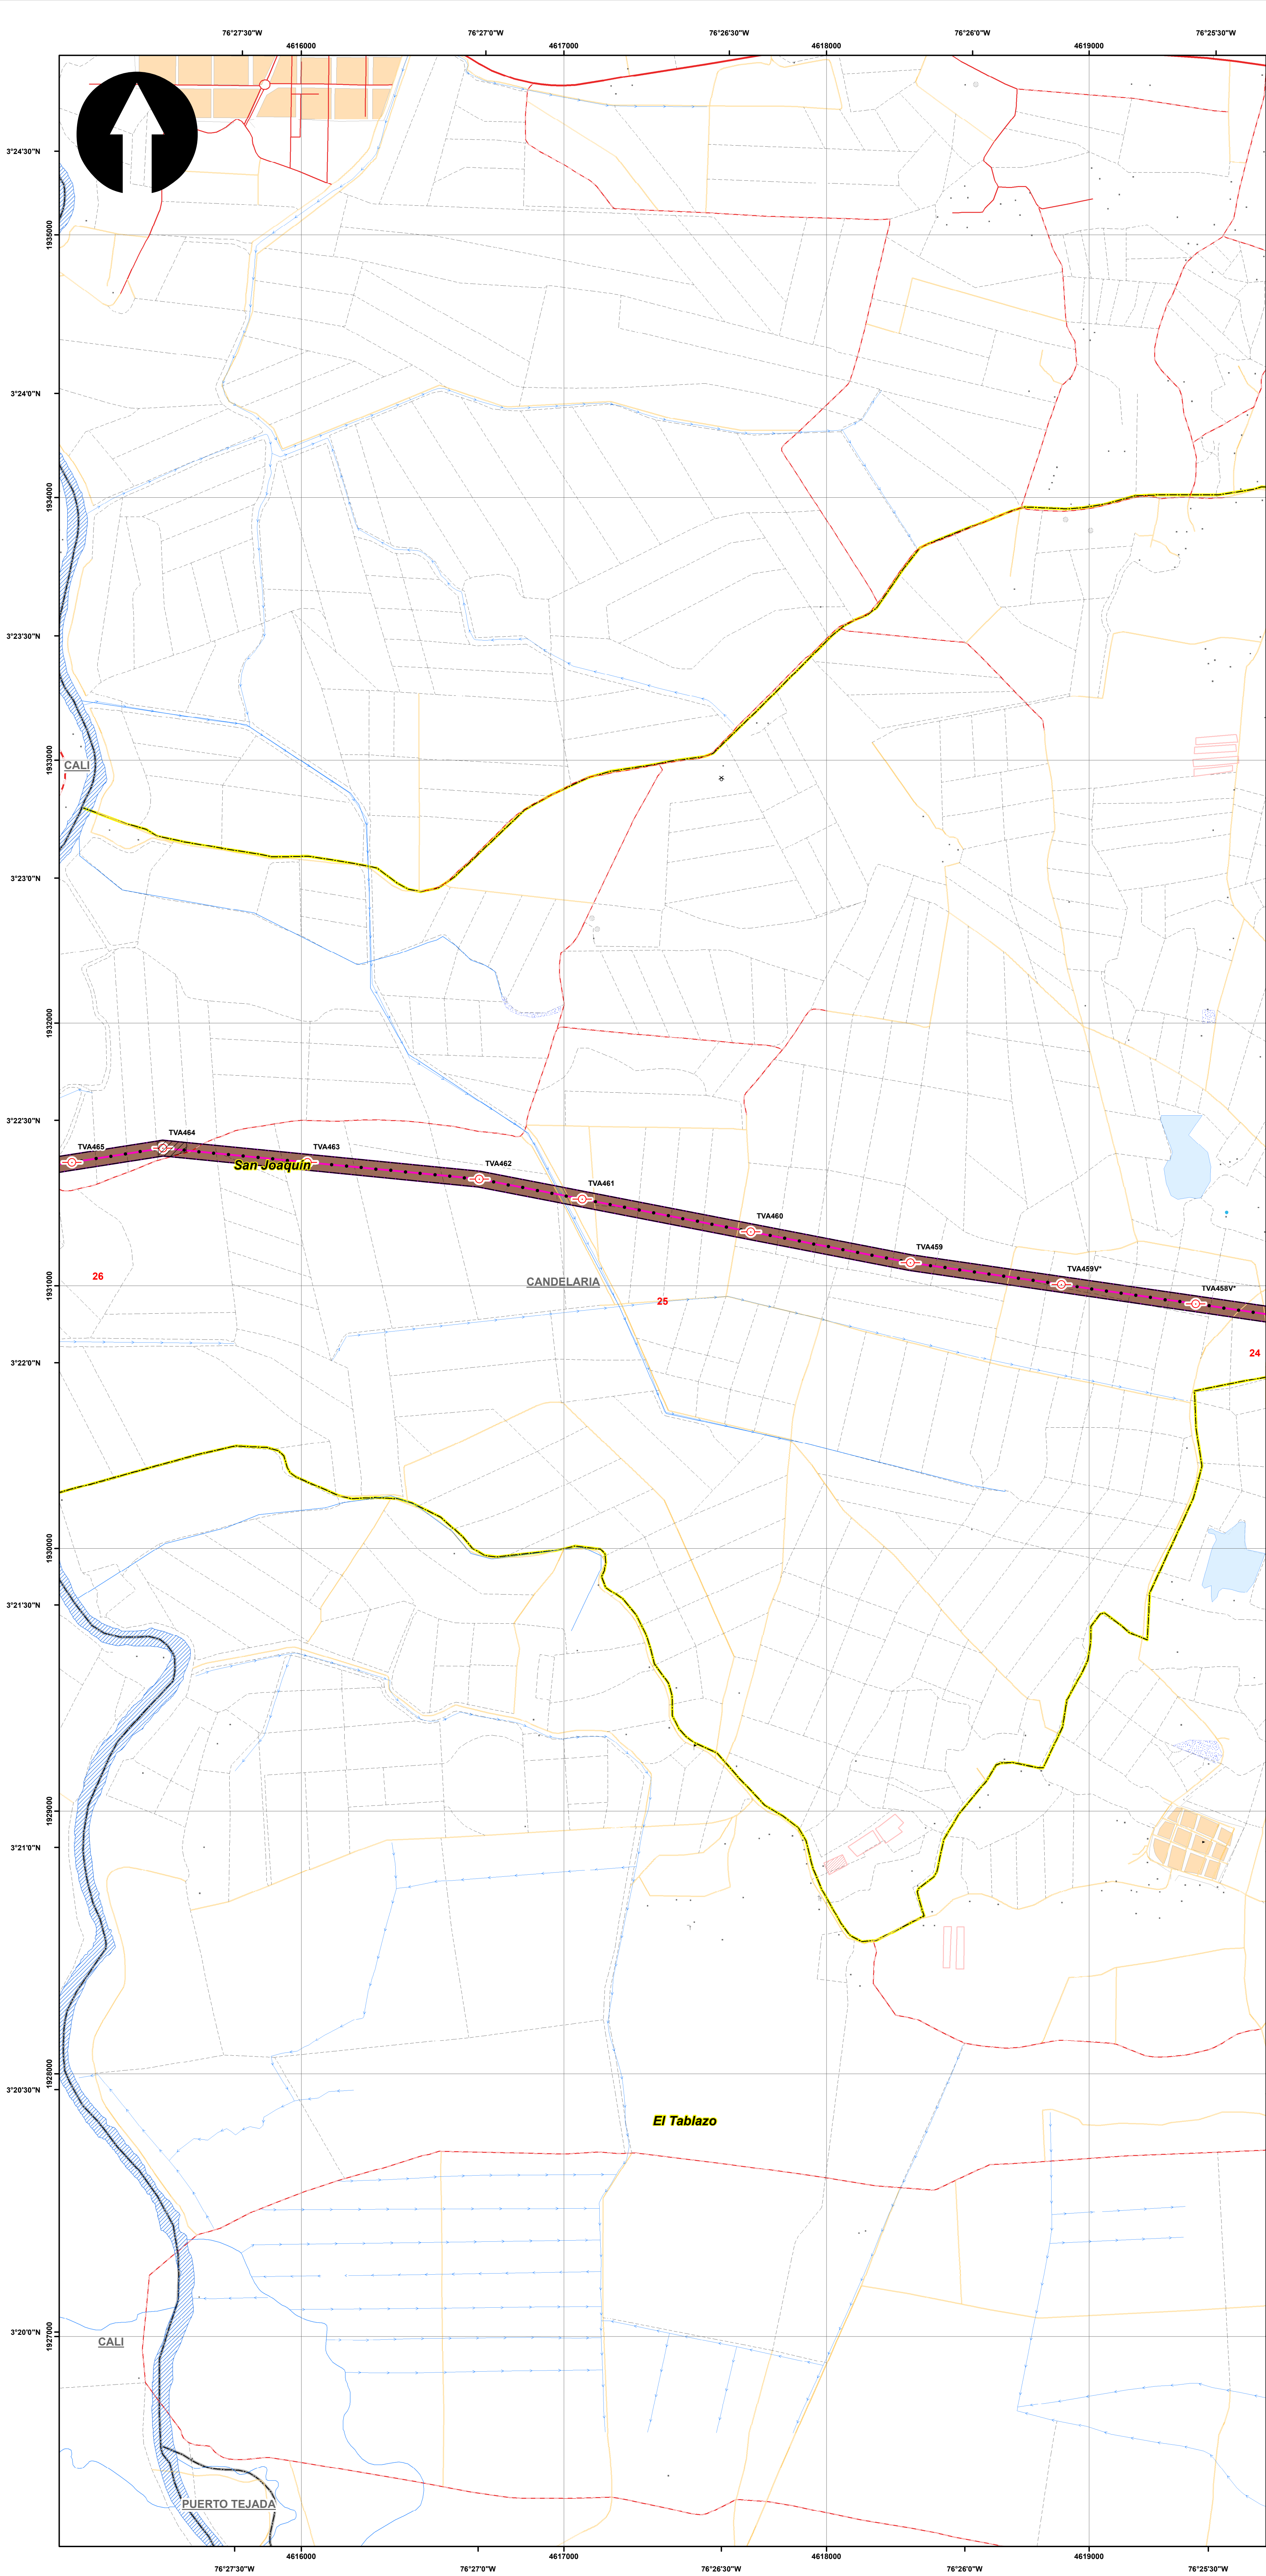 76°27'30"W
4616000
76°27'0"W
4617000
76°26'30"W
4618000
76°26'0"W
4619000
76°25'30"W
3°24'30"N
1935000
3°24'0"N
1934000
3°23'30"N
1933000
CALI
3°23'0"N
1932000
3°22'30"N
TVA465
TVA464
TVA463
San Joaquín
TVA462
TVA461
TVA460
TVA459
TVA459V*
TVA458V*
26
CANDELARIA
1931000
25
24
3°22'0"N
1930000
3°21'30"N
1929000
3°21'0"N
1928000
3°20'30"N
El Tablazo
3°20'0"N
1927000
CALI
PUERTO TEJADA
76°27'30"W
4616000
76°27'0"W
4617000
76°26'30"W
4618000
76°26'0"W
4619000
76°25'30"W